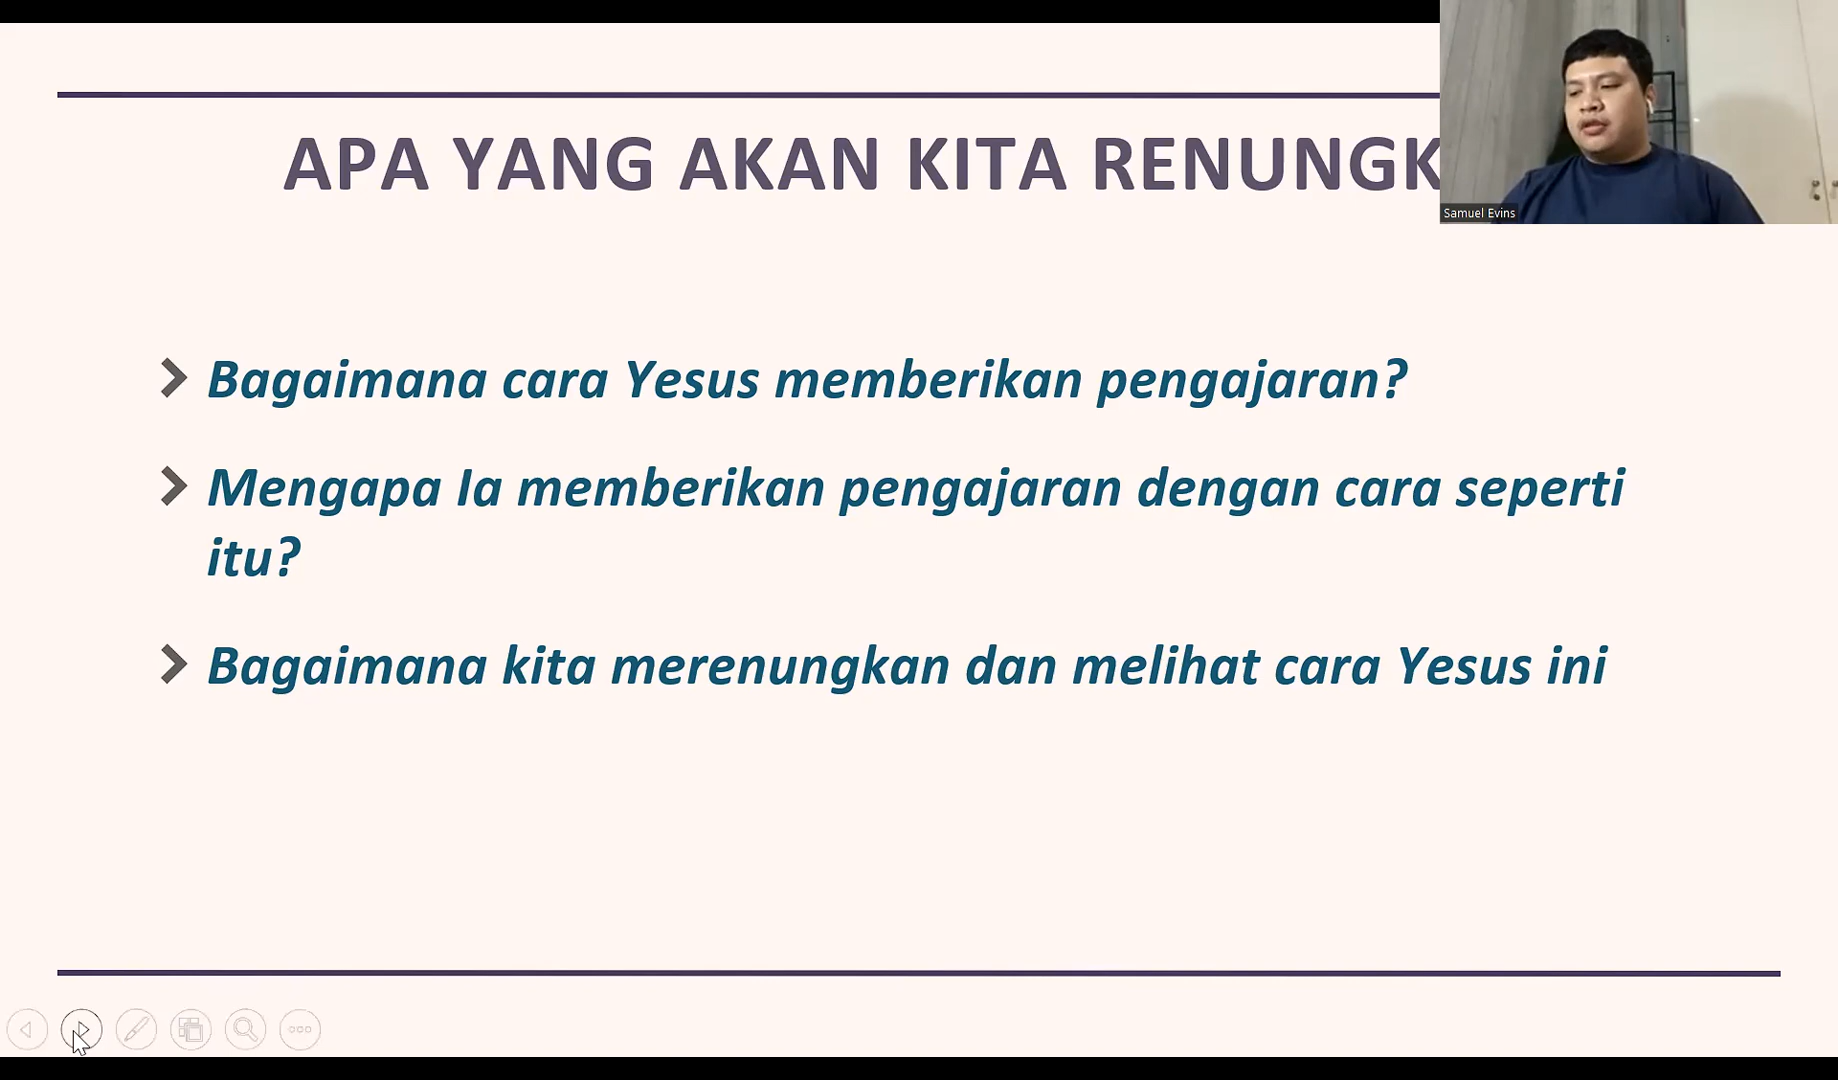 APA YANG AKAN KITA RENUNGK
Samuel Evins
Bagaimana cara Yesus memberikan pengajaran?
Mengapa Ia memberikan pengajaran dengan cara seperti
itu?
Bagaimana kita merenungkan dan melihat cara Yesus ini